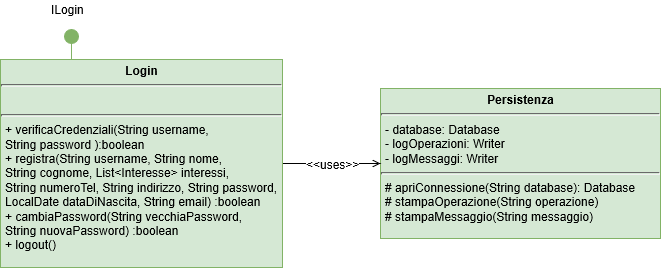 ILogin
Login
+ verificaCredenziali(String username,
String password ):boolean
+ registra(String username, String nome,
String cognome, List<Interesse> interessi,
String numeroTel, String indirizzo, String password,
LocalDate dataDiNascita, String email) :boolean
+ cambiaPassword(String vecchiaPassword,
String nuovaPassword) :boolean
+ logout()
<<uses>>
Persistenza
- database: Database
- logOperazioni: Writer
- logMessaggi: Writer
# apriConnessione(String database): Database
# stampaOperazione(String operazione)
# stampaMessaggio(String messaggio)